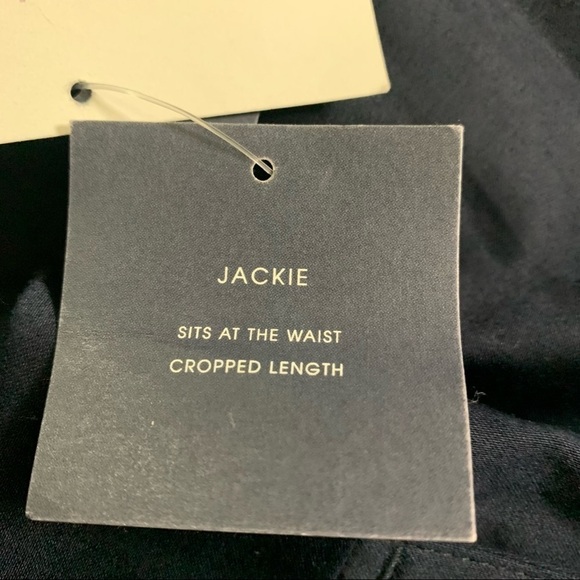 JACKIE
SITS AT THE WAIST
CROPPED LENGTH